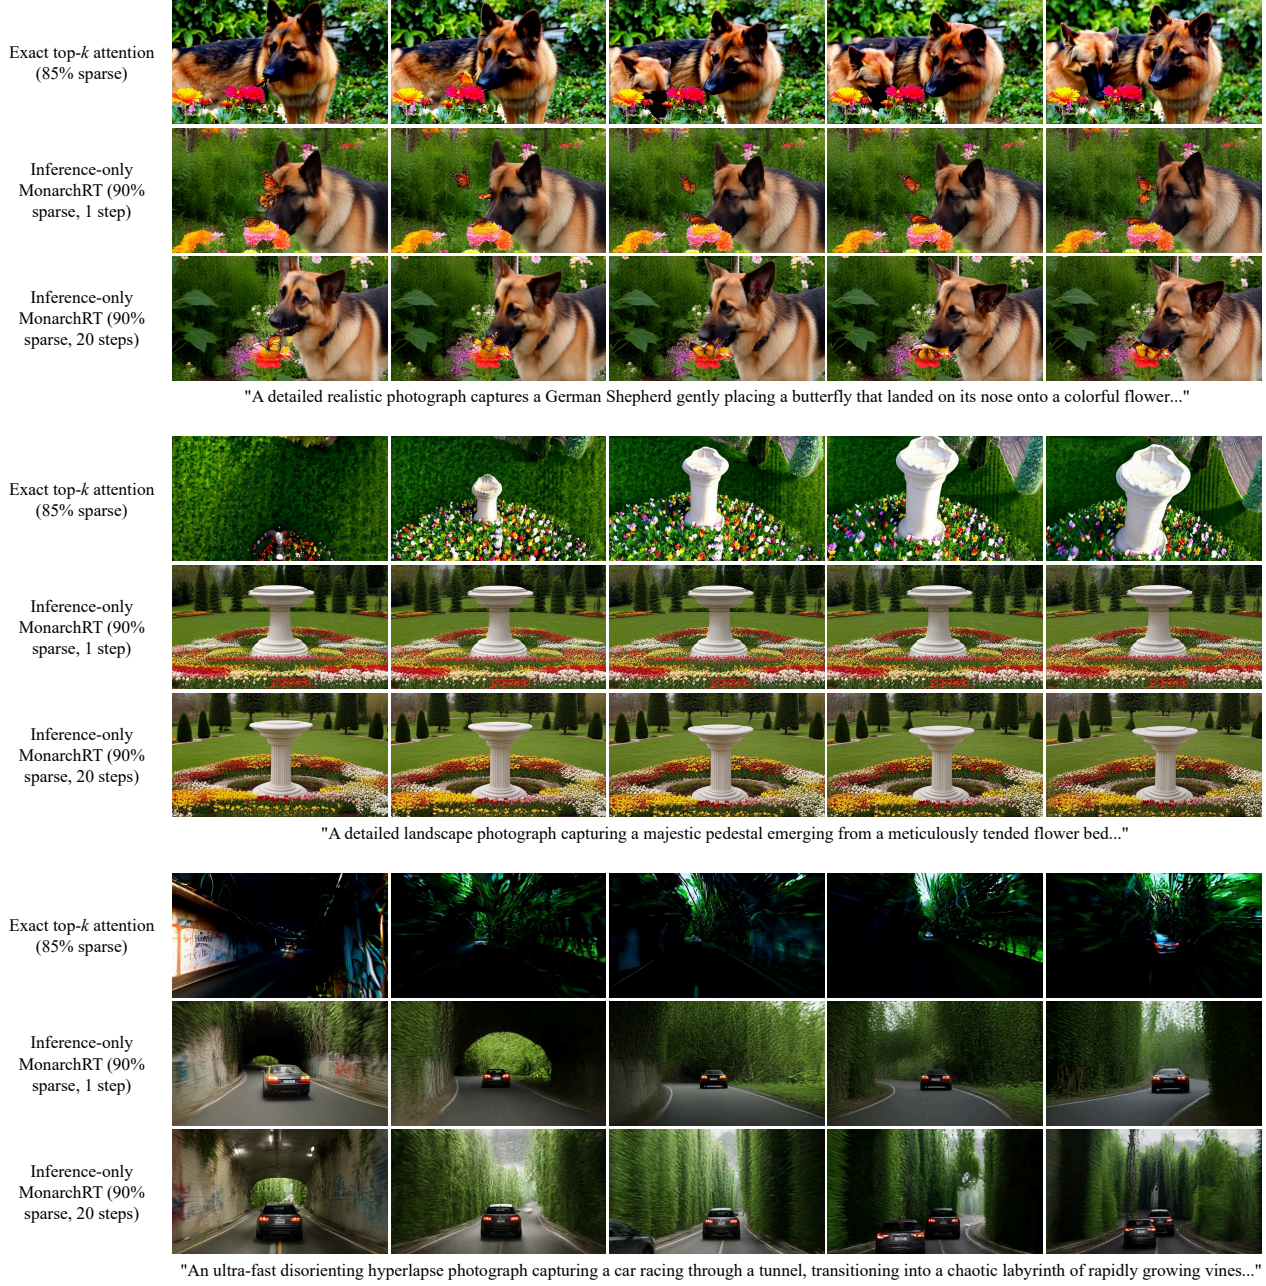 Exact top-k attention
(85% sparse)
Inference-only
MonarchRT (90%
sparse, 1 step)
Inference-only
MonarchRT (90%
sparse, 20 steps)
"A detailed realistic photograph captures a German Shepherd gently placing a butterfly that landed on its nose onto a colorful flower..."
Exact top-k attention
(85% sparse)
Inference-only
MonarchRT (90%
sparse, 1 step)
Inference-only
MonarchRT (90%
sparse, 20 steps)
"A detailed landscape photograph capturing a majestic pedestal emerging from a meticulously tended flower bed..."
Exact top-k attention
(85% sparse)
Inference-only
MonarchRT (90%
sparse, 1 step)
Inference-only
MonarchRT (90%
sparse, 20 steps)
"An ultra-fast disorienting hyperlapse photograph capturing a car racing through a tunnel, transitioning into a chaotic labyrinth of rapidly growing vines..."